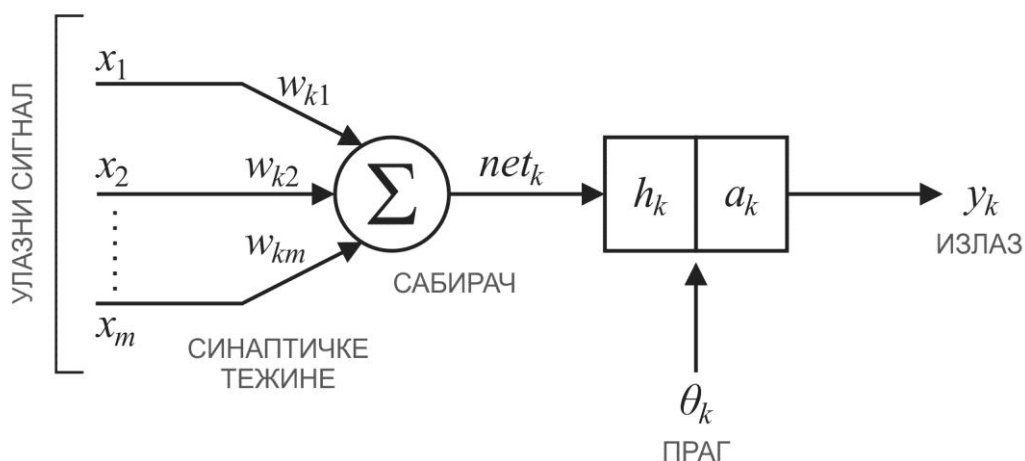 УЛАЗНИ СИГНАЛ
x1
wk1
x2
wk2
wkm
xm
Σ
САБИРАЧ
СИНАПТИЧКЕ
ТЕЖИНЕ
netk
hk
ak
yk
ИЗЛАЗ
θk
ПРАГ